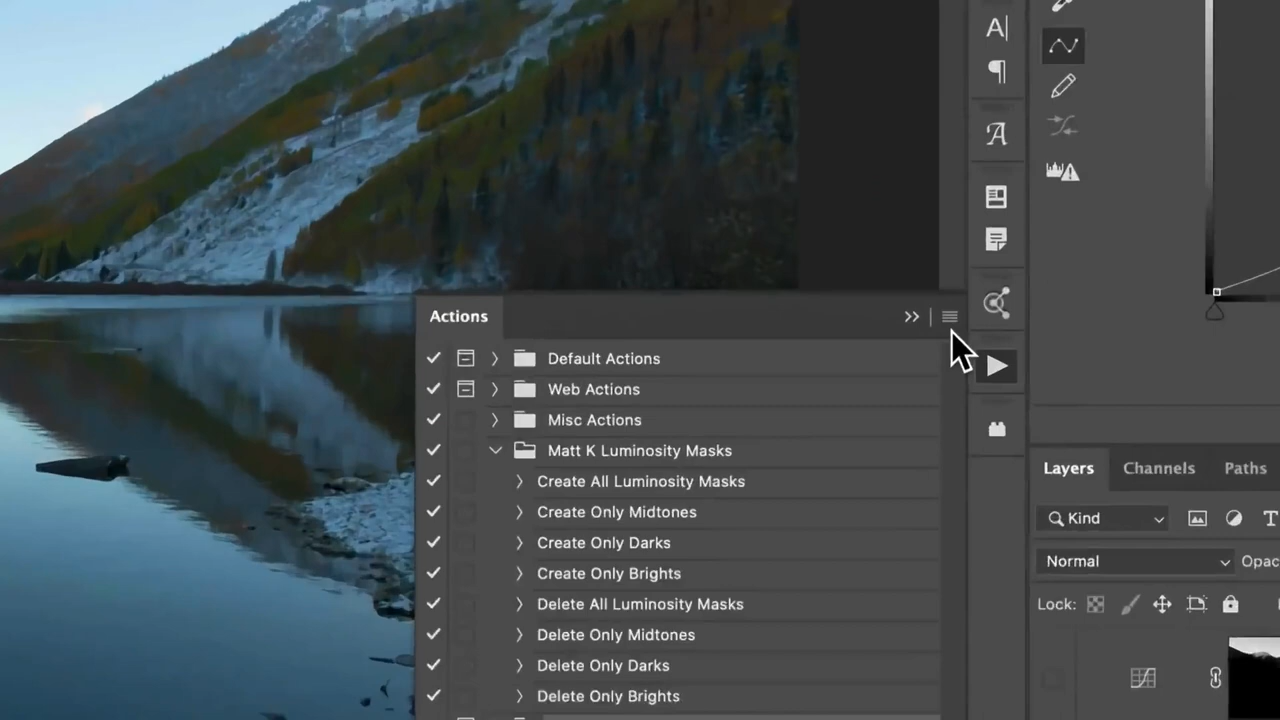 Actions
Default Actions
Web Actions
Misc Actions
Matt K Luminosity Masks
Create All Luminosity Masks
Create Only Midtones
Create Only Darks
Create Only Brights
Delete All Luminosity Masks
Delete Only Midtones
Delete Only Darks
Delete Only Brights
Layers Channels Paths
Kind
Normal Opac
Lock: